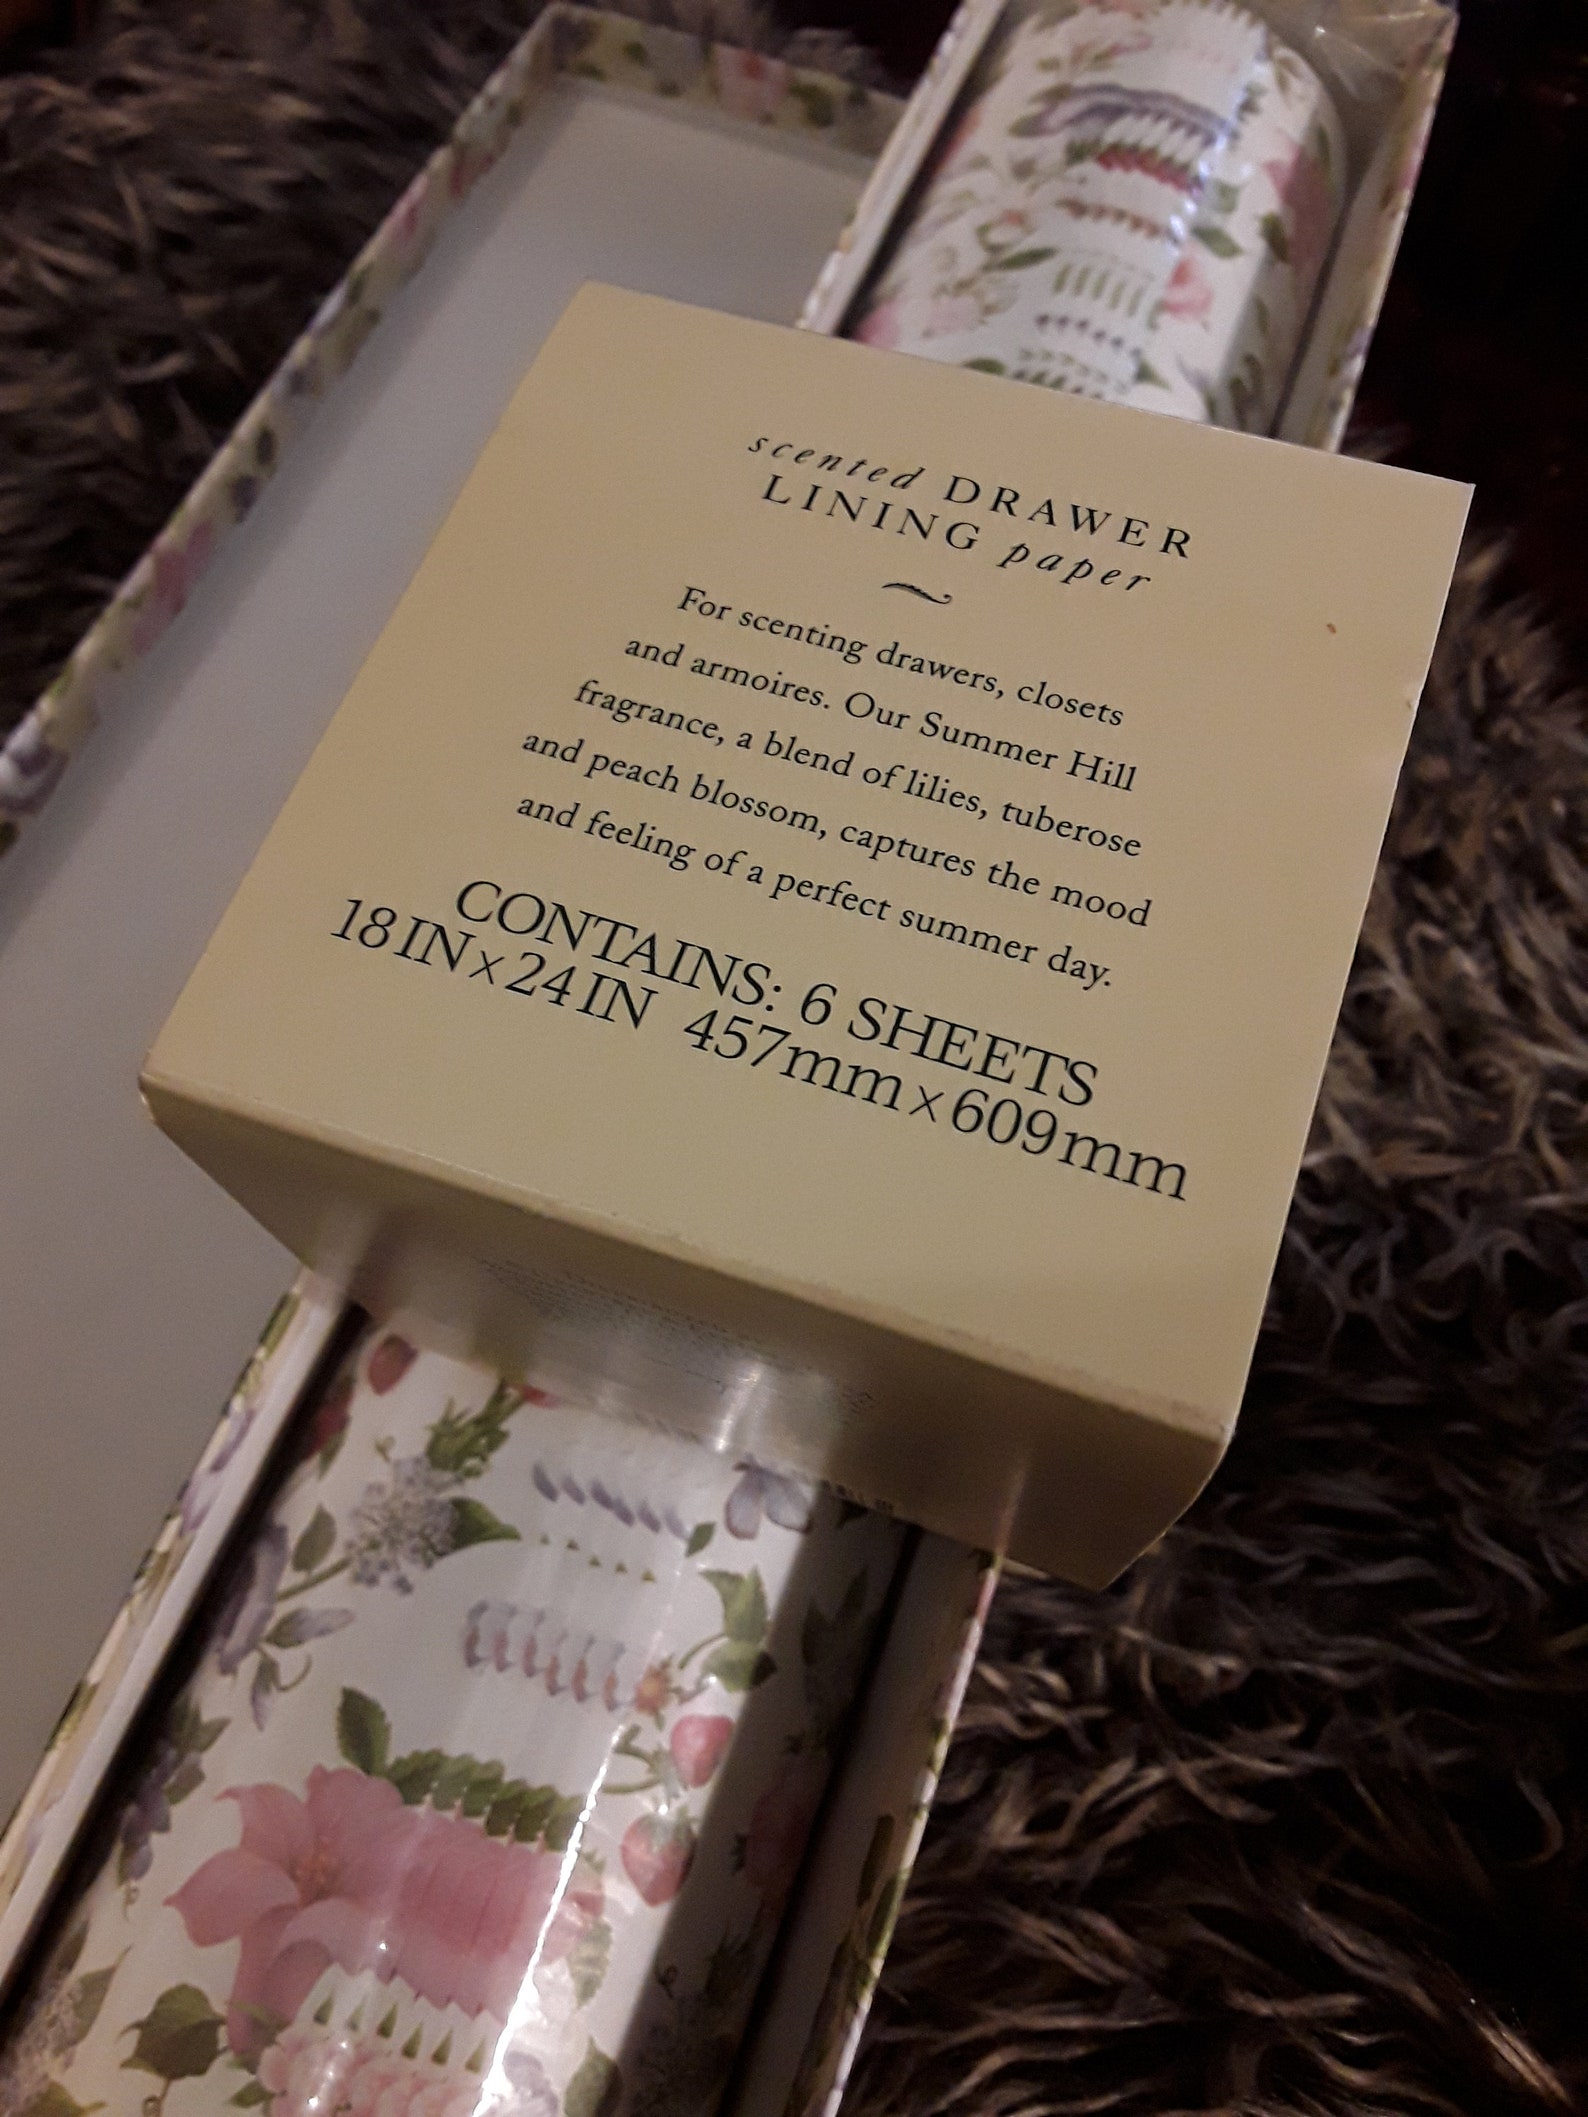 scented DRAWER
LINING paper
For scenting drawers, closets
and armoires. Our Summer Hill
fragrance, a blend of lilies, tuberose
and peach blossom, captures the mood
and feeling of a perfect summer day.
CONTAINS: 6 SHEETS
18IN×24IN 457mm×609mm